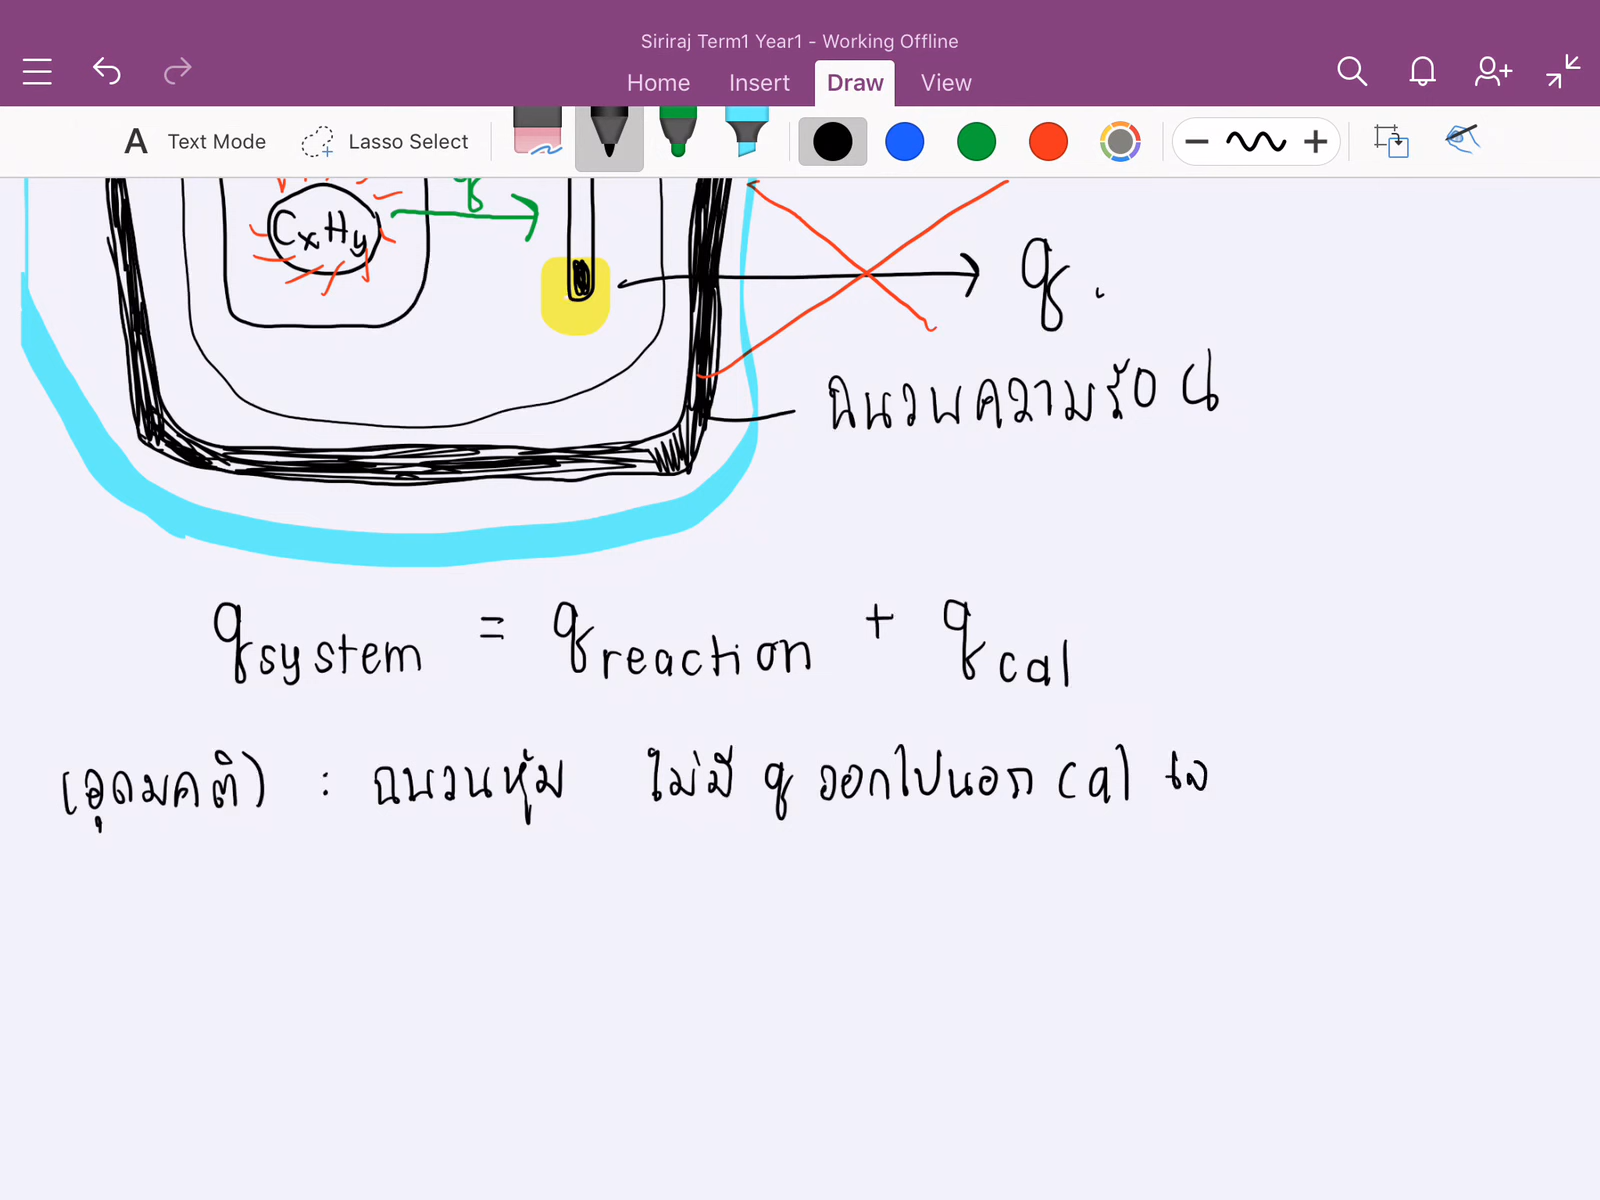 Siriraj Term1 Year1 - Working Offline
Home Insert Draw View
A Text Mode Lasso Select
CxHy q
q.
ฉนวนความร้อน
qsystem = qreaction + qcal
(อุดมคติ) : ฉนวนหุ้ม ไม่มี q ออกไปนอก cal